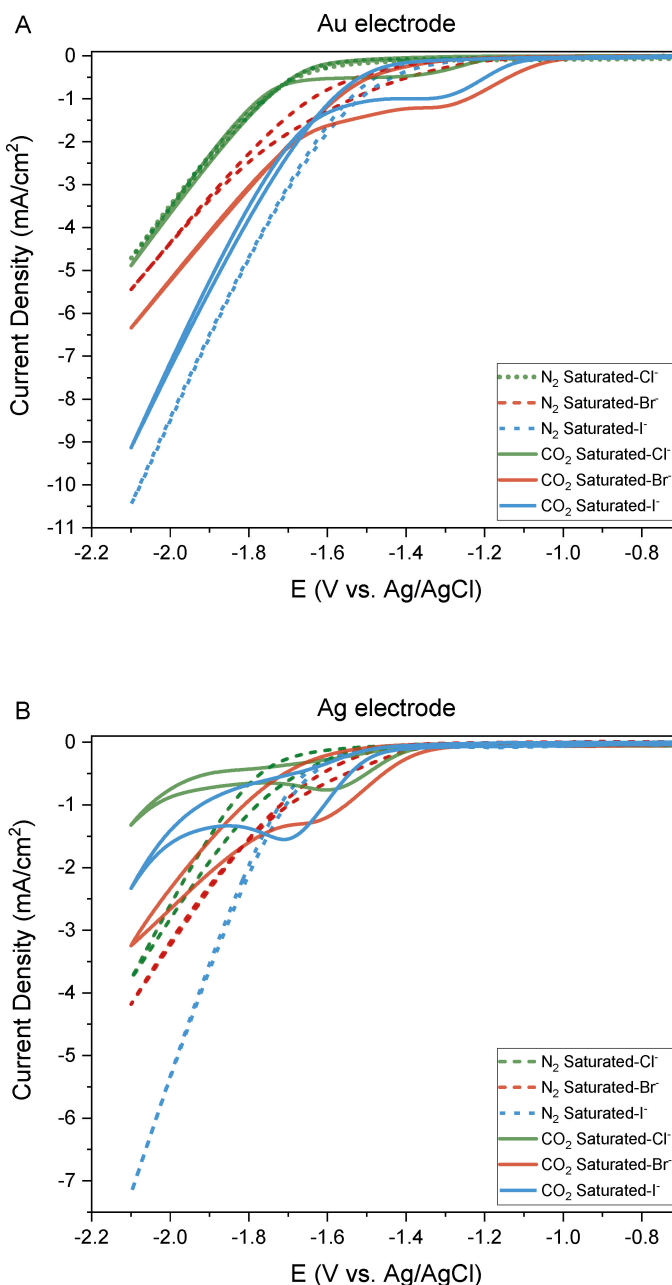 A
Au electrode
0
-1
-2
-3
-4
-5
-6
-7
-8
-9
-10
-11
Current Density (mA/cm²)
N₂ Saturated-Cl⁻
N₂ Saturated-Br⁻
N₂ Saturated-I⁻
CO₂ Saturated-Cl⁻
CO₂ Saturated-Br⁻
CO₂ Saturated-I⁻
-2.2 -2.0 -1.8 -1.6 -1.4 -1.2 -1.0 -0.8
E (V vs. Ag/AgCl)
B
Ag electrode
0
-1
-2
-3
-4
-5
-6
-7
Current Density (mA/cm²)
N₂ Saturated-Cl⁻
N₂ Saturated-Br⁻
N₂ Saturated-I⁻
CO₂ Saturated-Cl⁻
CO₂ Saturated-Br⁻
CO₂ Saturated-I⁻
-2.2 -2.0 -1.8 -1.6 -1.4 -1.2 -1.0 -0.8
E (V vs. Ag/AgCl)